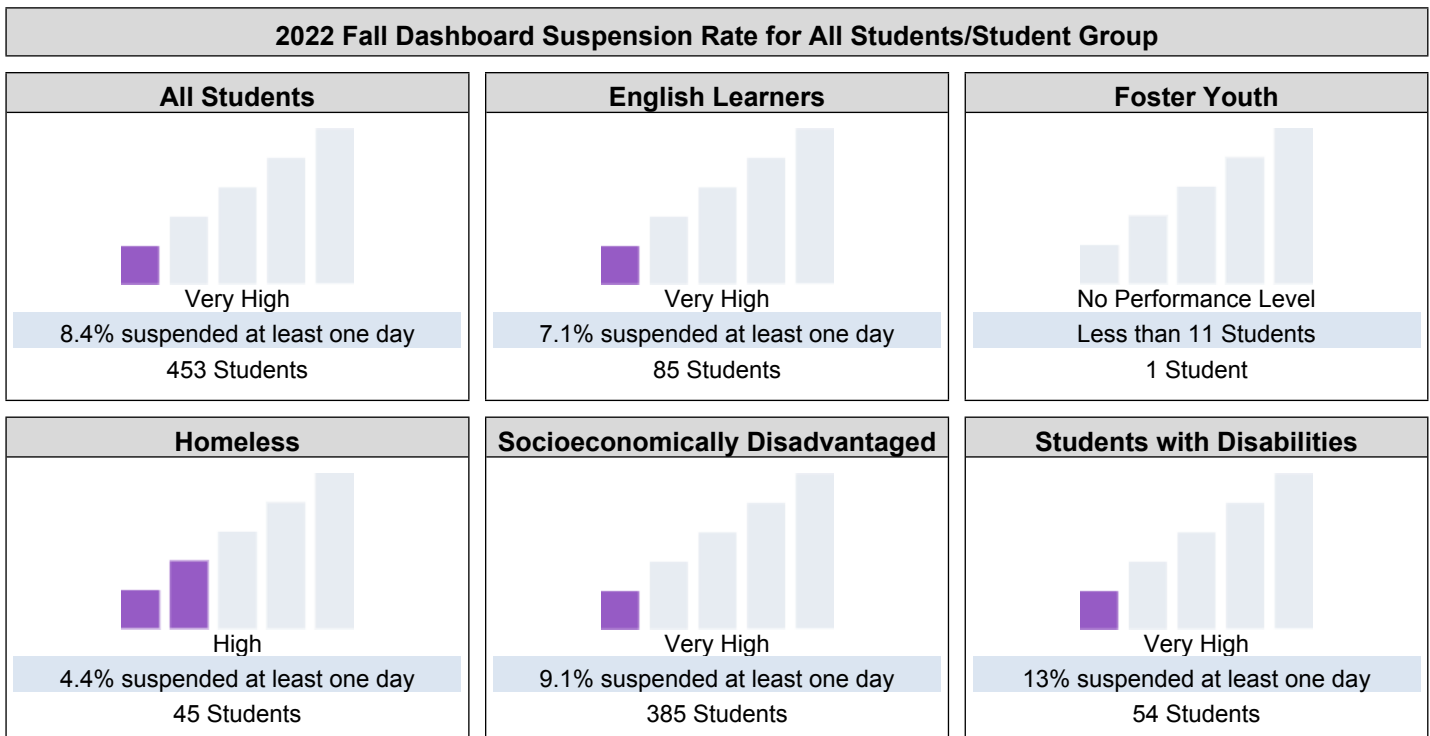 2022 Fall Dashboard Suspension Rate for All Students/Student Group
All Students
Very High
8.4% suspended at least one day
453 Students
English Learners
Very High
7.1% suspended at least one day
85 Students
Foster Youth
No Performance Level
Less than 11 Students
1 Student
Homeless
High
4.4% suspended at least one day
45 Students
Socioeconomically Disadvantaged
Very High
9.1% suspended at least one day
385 Students
Students with Disabilities
Very High
13% suspended at least one day
54 Students